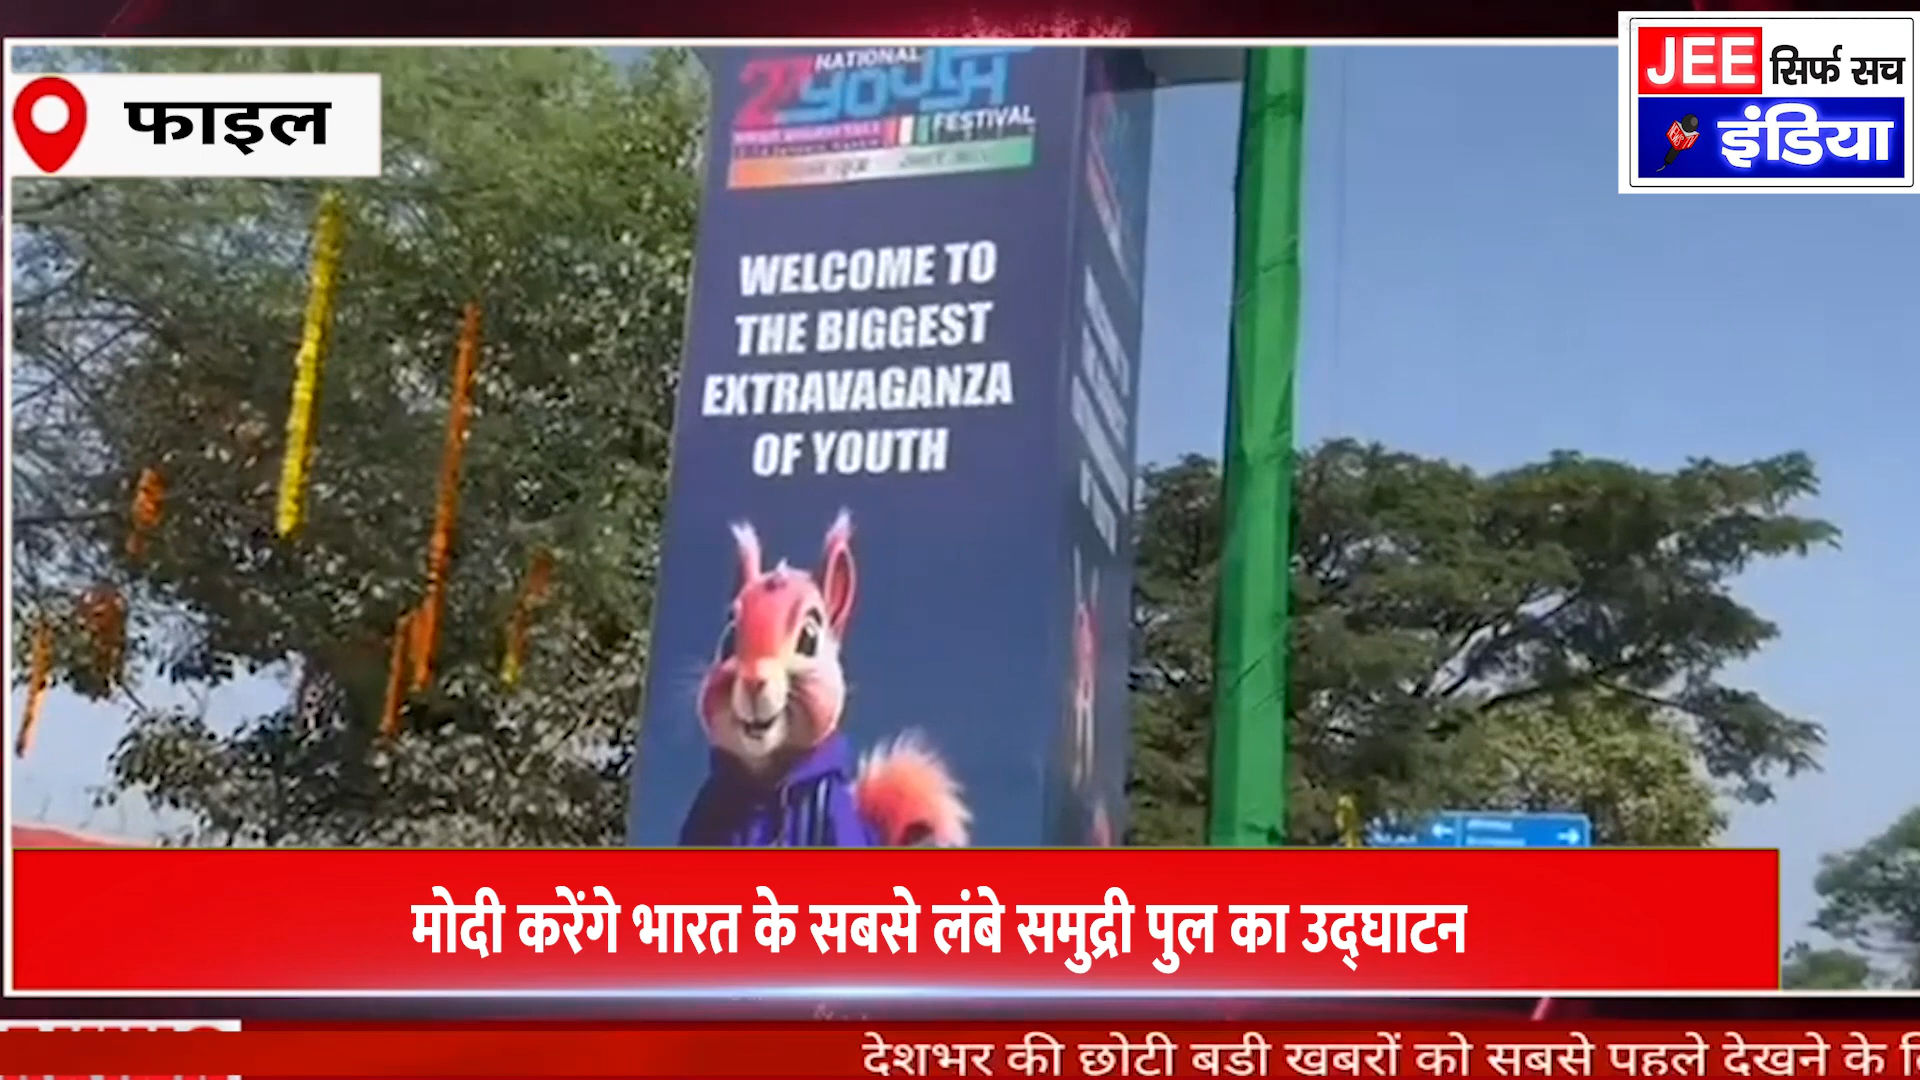 JEE सिर्फ सच
इंडिया
फाइल
NATIONAL
FESTIVAL
WELCOME TO
THE BIGGEST
EXTRAVAGANZA
OF YOUTH
मोदी करेंगे भारत के सबसे लंबे समुद्री पुल का उद्घाटन
देशभर की छोटी बडी खबरों को सबसे पहले देखने के